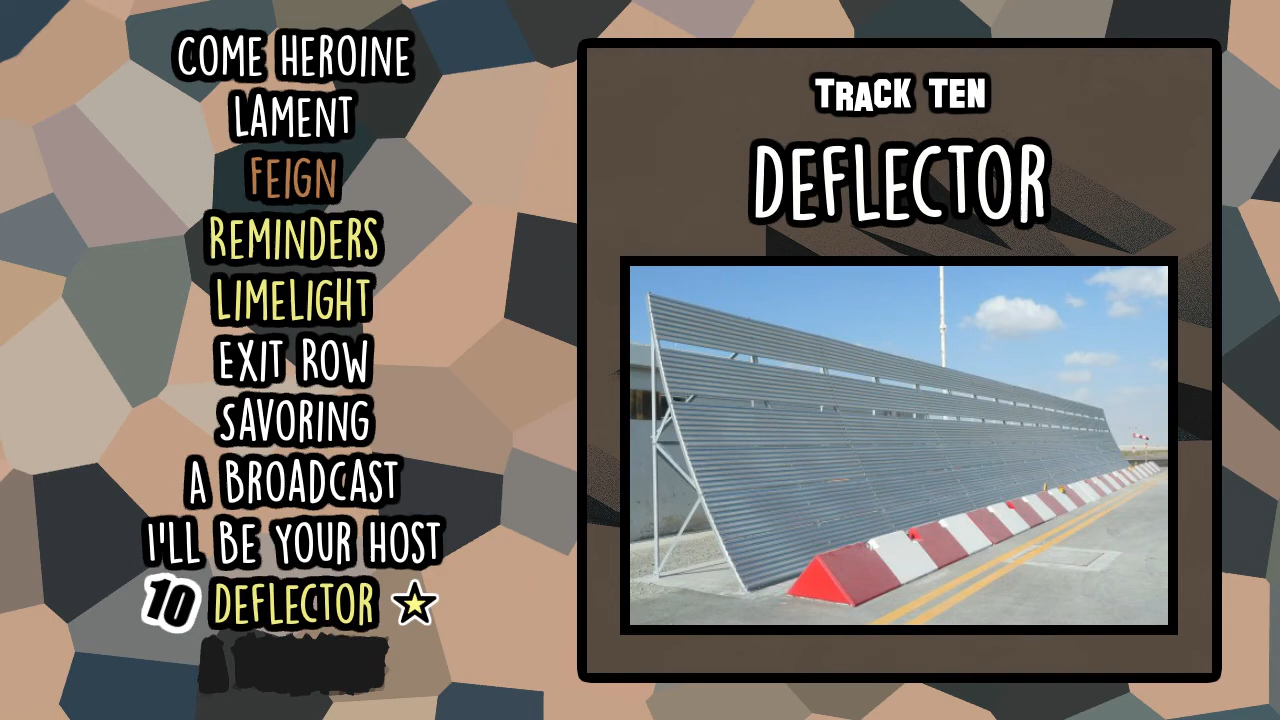 COME HEROINE
LAMENT
FEIGN
REMINDERS
LIMELIGHT
EXIT ROW
SAVORING
A BROADCAST
I'LL BE YOUR HOST
10 DEFLECTOR
TRACK TEN
DEFLECTOR